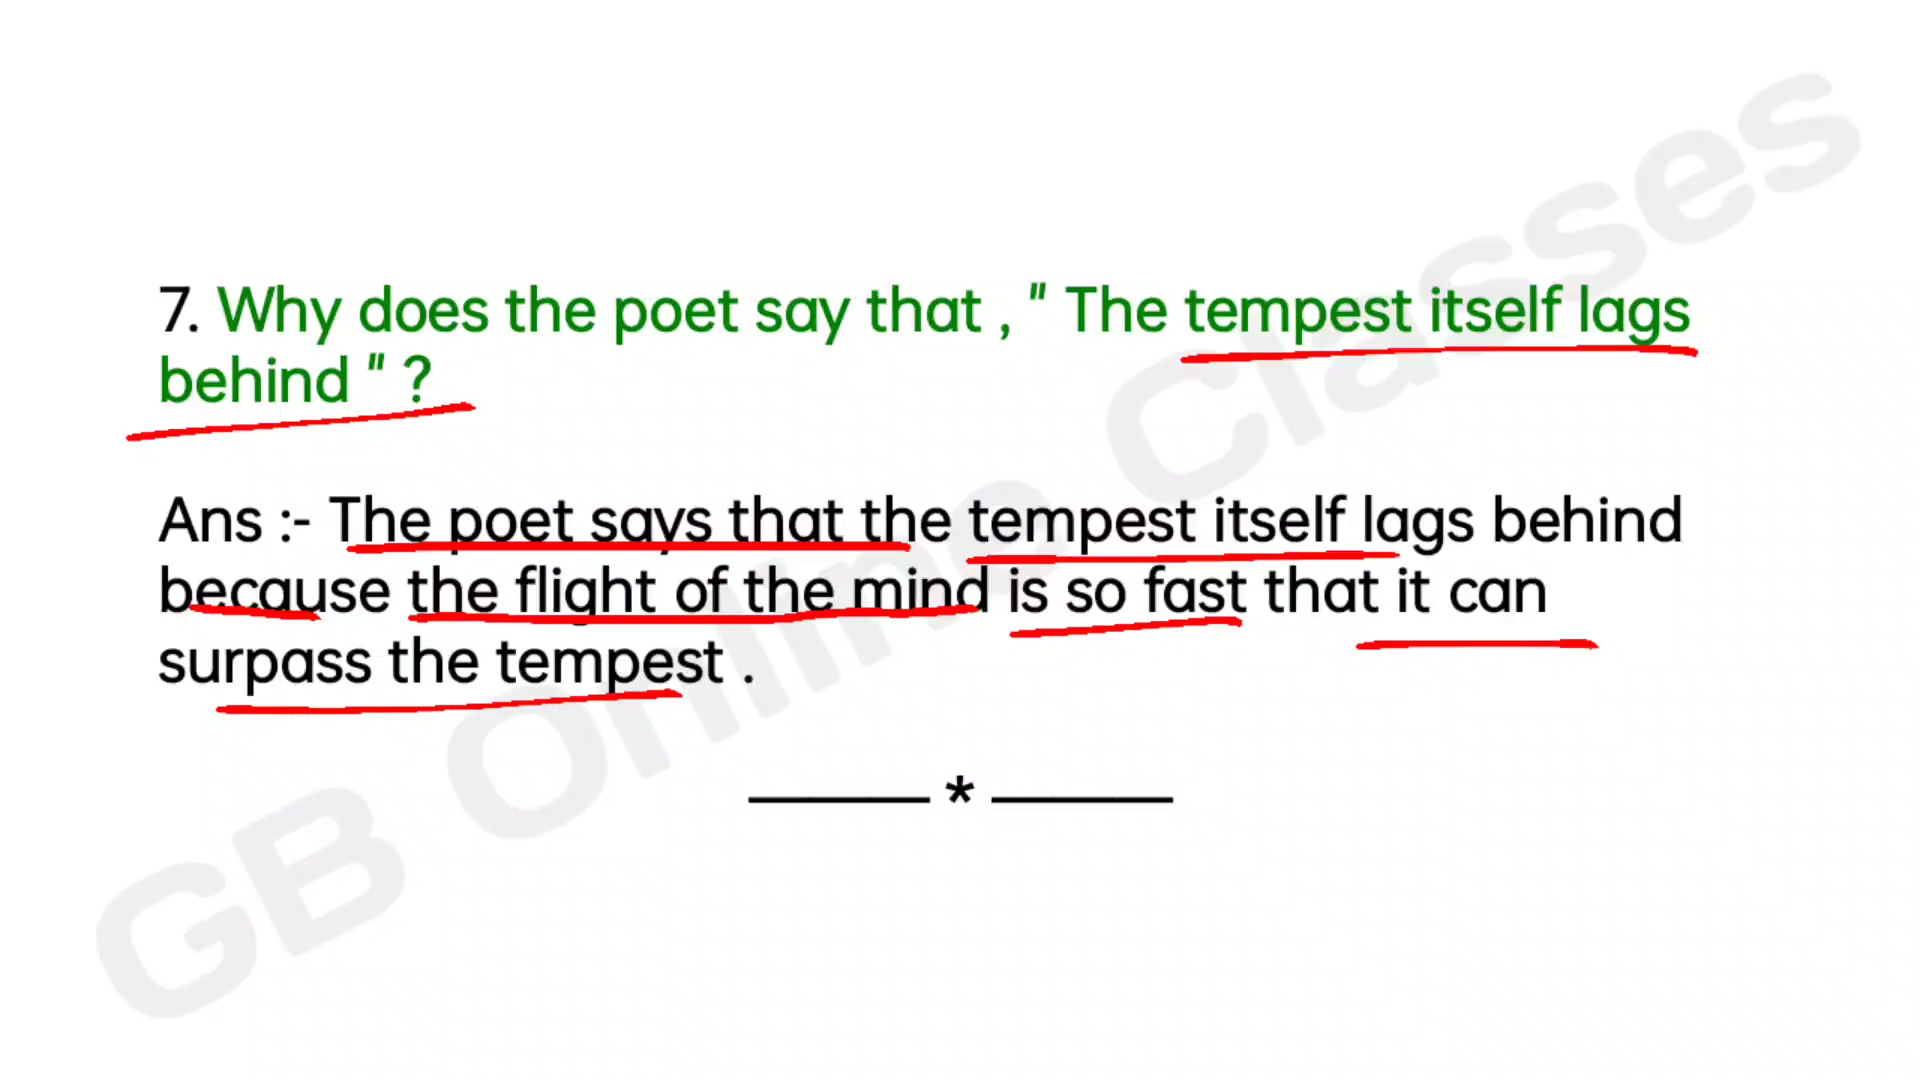 7. Why does the poet say that , " The tempest itself lags
behind " ?
Ans :- The poet says that the tempest itself lags behind
because the flight of the mind is so fast that it can
surpass the tempest .
*
GB Online Classes